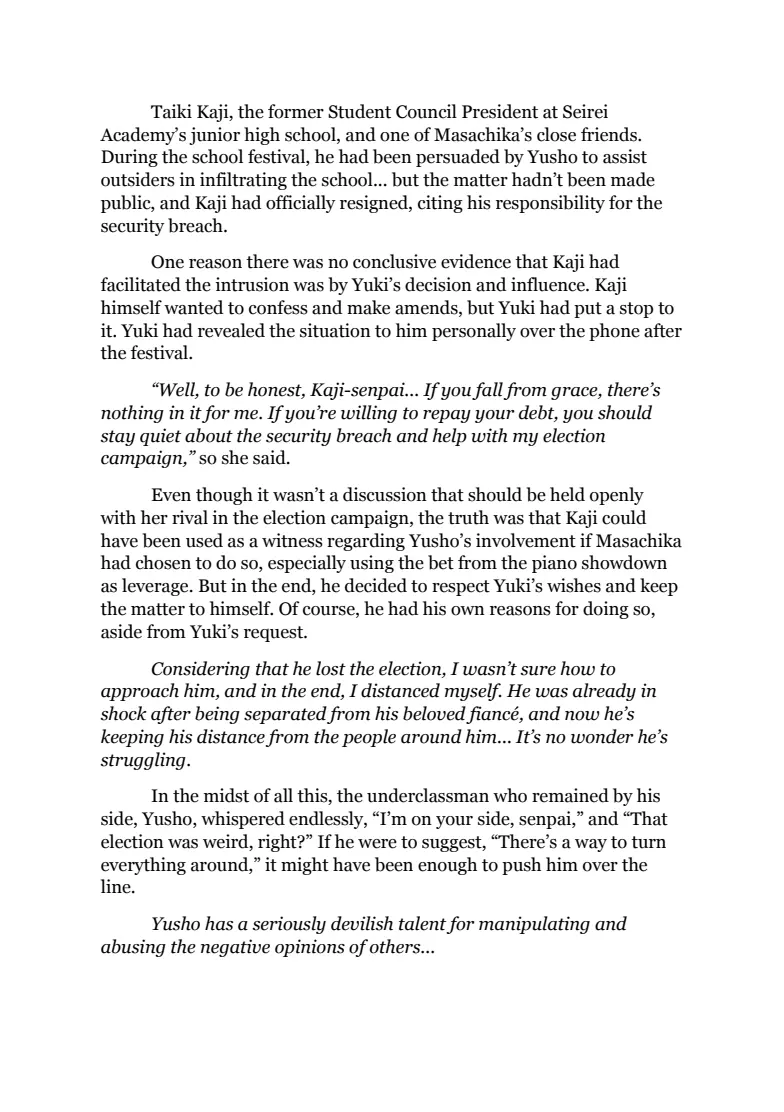 Taiki Kaji, the former Student Council President at Seirei
Academy’s junior high school, and one of Masachika’s close friends.
During the school festival, he had been persuaded by Yusho to assist
outsiders in infiltrating the school... but the matter hadn’t been made
public, and Kaji had officially resigned, citing his responsibility for the
security breach.
One reason there was no conclusive evidence that Kaji had
facilitated the intrusion was by Yuki’s decision and influence. Kaji
himself wanted to confess and make amends, but Yuki had put a stop to
it. Yuki had revealed the situation to him personally over the phone after
the festival.
“Well, to be honest, Kaji-senpai... If you fall from grace, there’s
nothing in it for me. If you’re willing to repay your debt, you should
stay quiet about the security breach and help with my election
campaign,” so she said.
Even though it wasn’t a discussion that should be held openly
with her rival in the election campaign, the truth was that Kaji could
have been used as a witness regarding Yusho’s involvement if Masachika
had chosen to do so, especially using the bet from the piano showdown
as leverage. But in the end, he decided to respect Yuki’s wishes and keep
the matter to himself. Of course, he had his own reasons for doing so,
aside from Yuki’s request.
Considering that he lost the election, I wasn’t sure how to
approach him, and in the end, I distanced myself. He was already in
shock after being separated from his beloved fiancé, and now he’s
keeping his distance from the people around him... It’s no wonder he’s
struggling.
In the midst of all this, the underclassman who remained by his
side, Yusho, whispered endlessly, “I’m on your side, senpai,” and “That
election was weird, right?” If he were to suggest, “There’s a way to turn
everything around,” it might have been enough to push him over the
line.
Yusho has a seriously devilish talent for manipulating and
abusing the negative opinions of others...